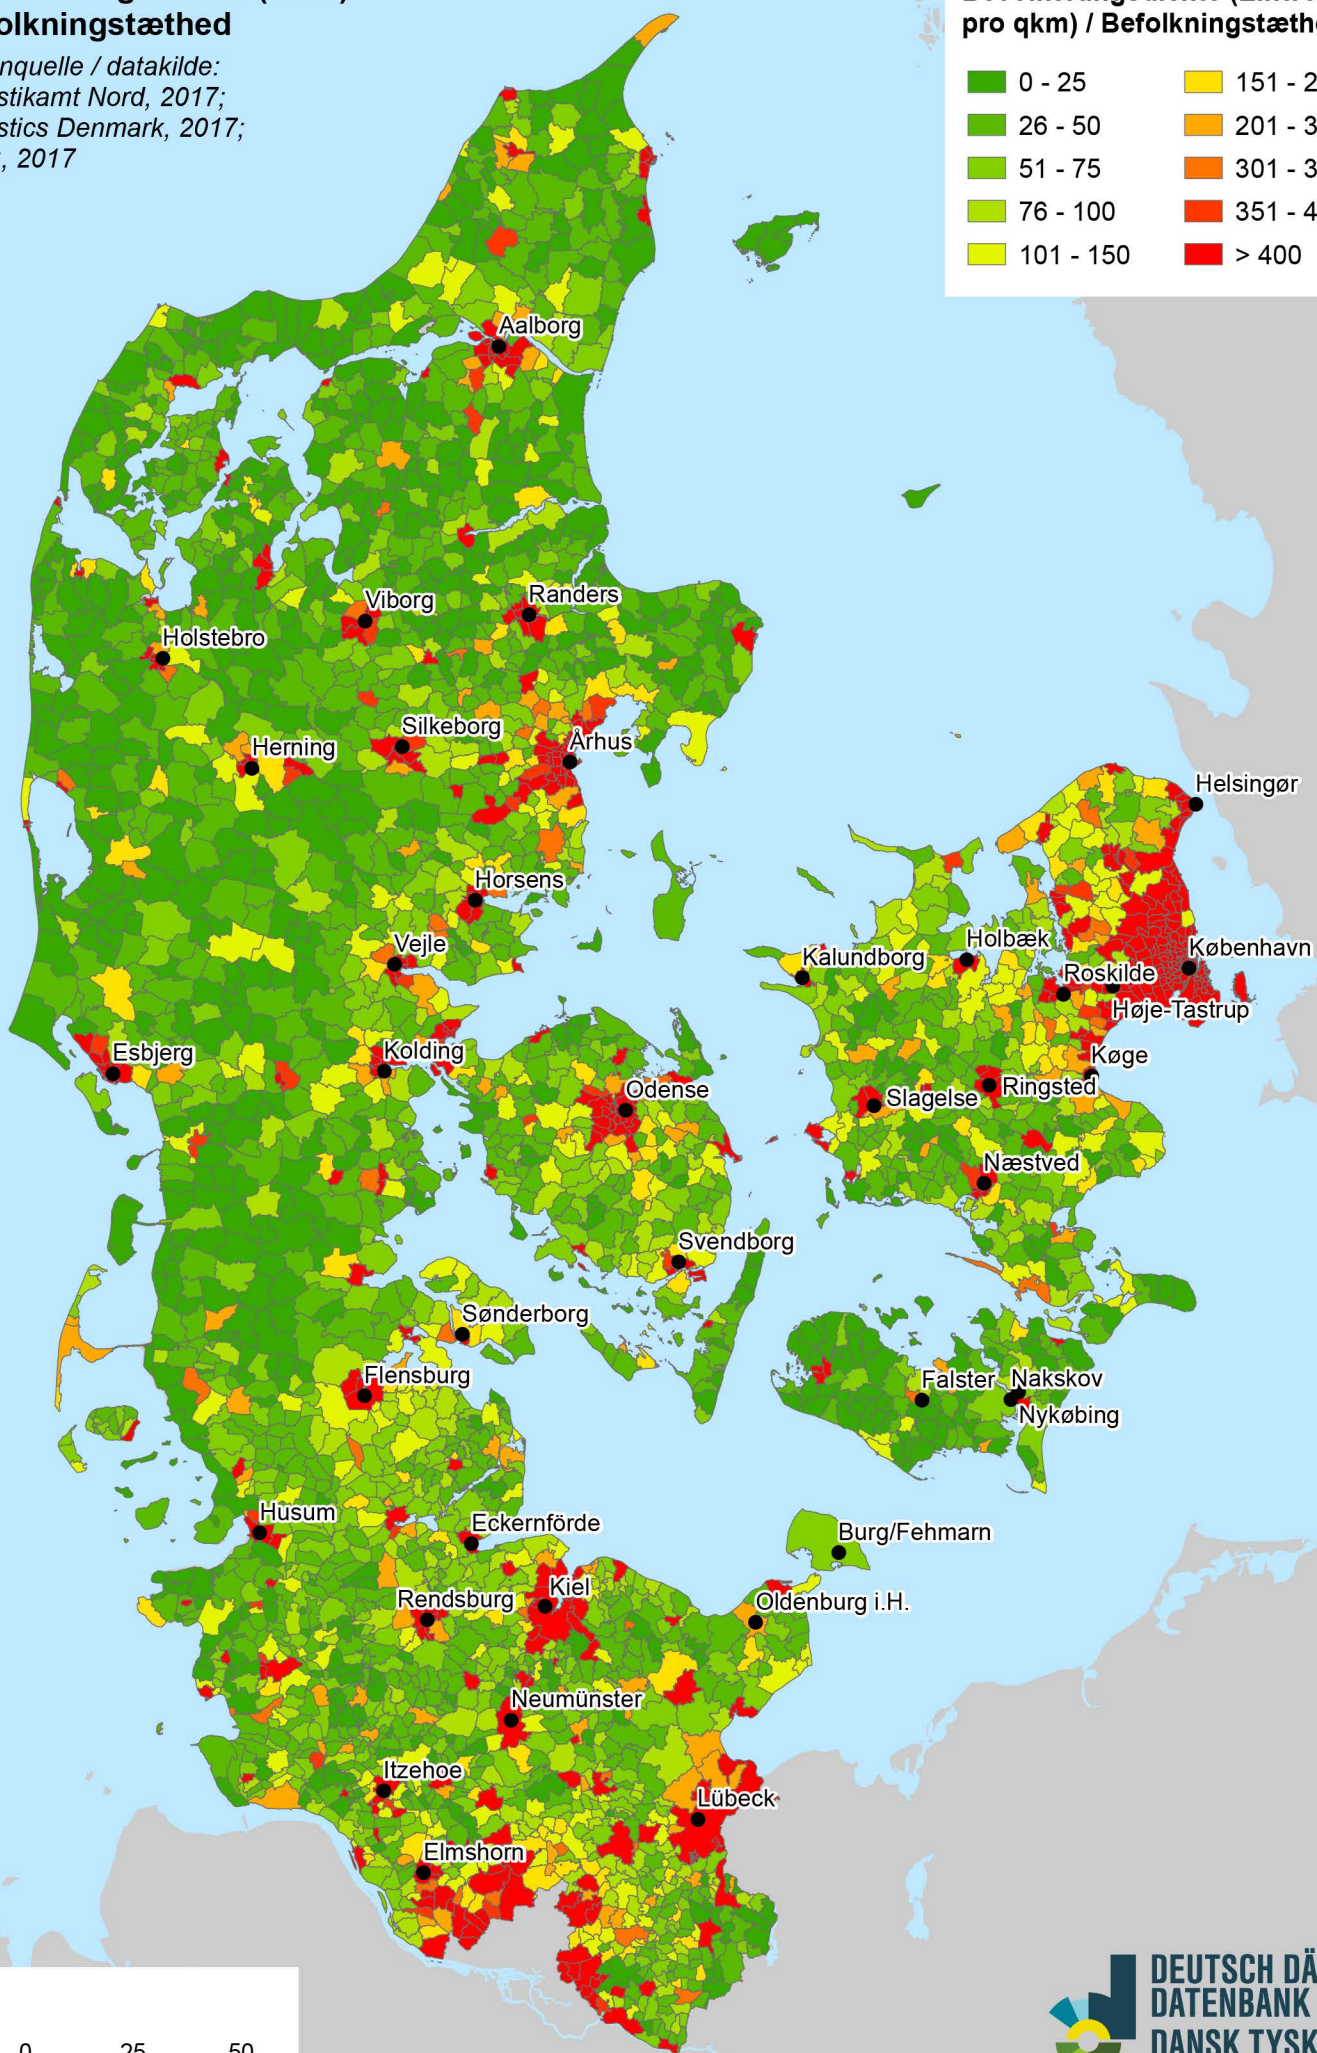 olkningstæthed
nquelle / datakilde:
stikamt Nord, 2017;
stics Denmark, 2017;
, 2017
pro qkm) / Befolkningstæthe
0 - 25
26 - 50
51 - 75
76 - 100
101 - 150
151 - 2
201 - 3
301 - 3
351 - 4
> 400
Aalborg
Viborg
Randers
Holstebro
Silkeborg
Herning
Århus
Helsingør
Horsens
Vejle
Holbæk
Kalundborg
København
Roskilde
Høje-Tastrup
Esbjerg
Kolding
Køge
Odense
Ringsted
Slagelse
Næstved
Svendborg
Sønderborg
Flensburg
Falster
Nakskov
Nykøbing
Husum
Eckernförde
Burg/Fehmarn
Kiel
Rendsburg
Oldenburg i.H.
Neumünster
Itzehoe
Lübeck
Elmshorn
DEUTSCH DÄ
DATENBANK
DANSK TYSK
0 25 50